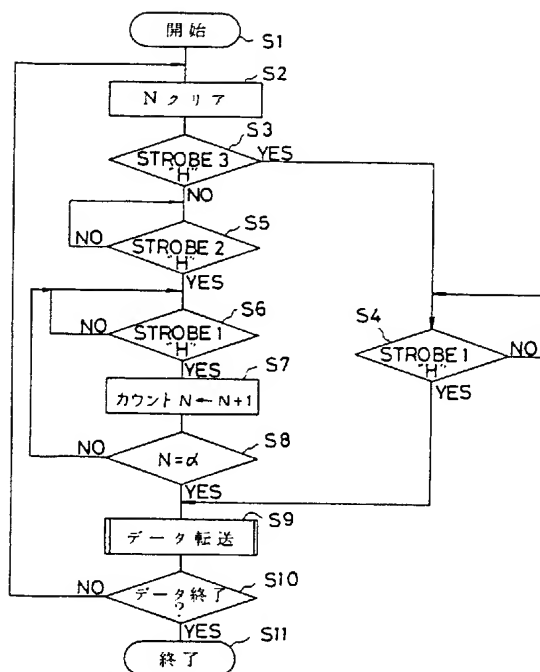 開始
S1
S2
N クリア
S3
STROBE 3
"H"
YES
NO
S5
STROBE 2
"H"
NO
YES
S6
STROBE 1
"H"
NO
YES
S4
STROBE 1
"H"
NO
YES
S7
カウント N ← N+1
S8
N=α
NO
YES
S9
データ転送
S10
データ終了
?
NO
YES
S11
終了